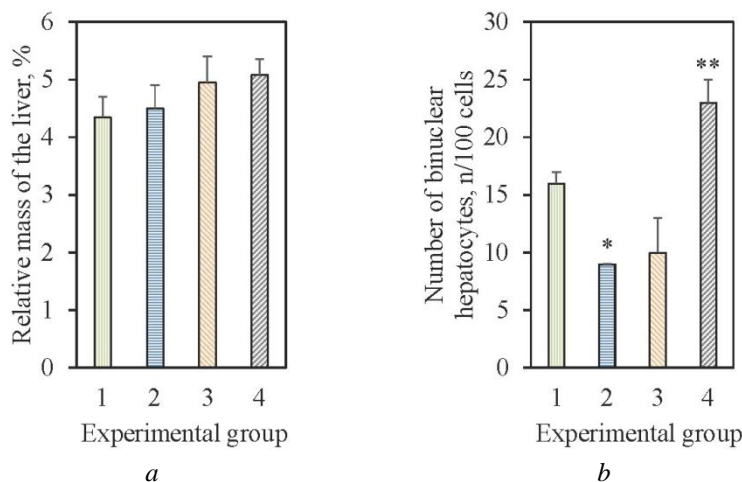 Relative mass of the liver, %
6
5
4
3
2
1
0
1 2 3 4
Experimental group
a
Number of binuclear
hepatocytes, n/100 cells
30
25
20
15
10
5
0
*
**
1 2 3 4
Experimental group
b